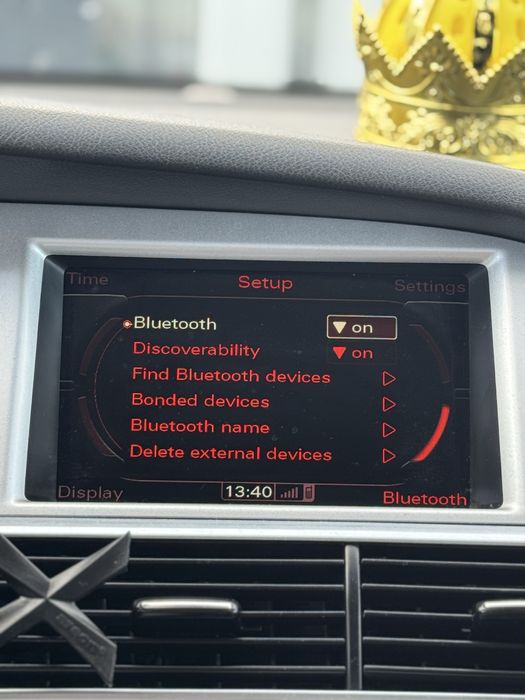 Time Setup Settings
Bluetooth on
Discoverability on
Find Bluetooth devices
Bonded devices
Bluetooth name
Delete external devices
Display 13:40 Bluetooth